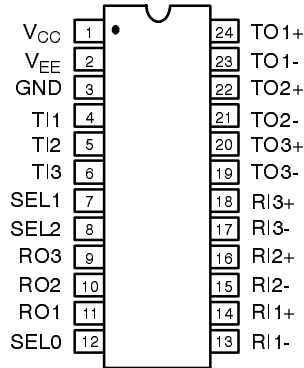 VCC 1 24 TO1+
VEE 2 23 TO1-
GND 3 22 TO2+
TI1 4 21 TO2-
TI2 5 20 TO3+
TI3 6 19 TO3-
SEL1 7 18 RI3+
SEL2 8 17 RI3-
RO3 9 16 RI2+
RO2 10 15 RI2-
RO1 11 14 RI1+
SEL0 12 13 RI1-